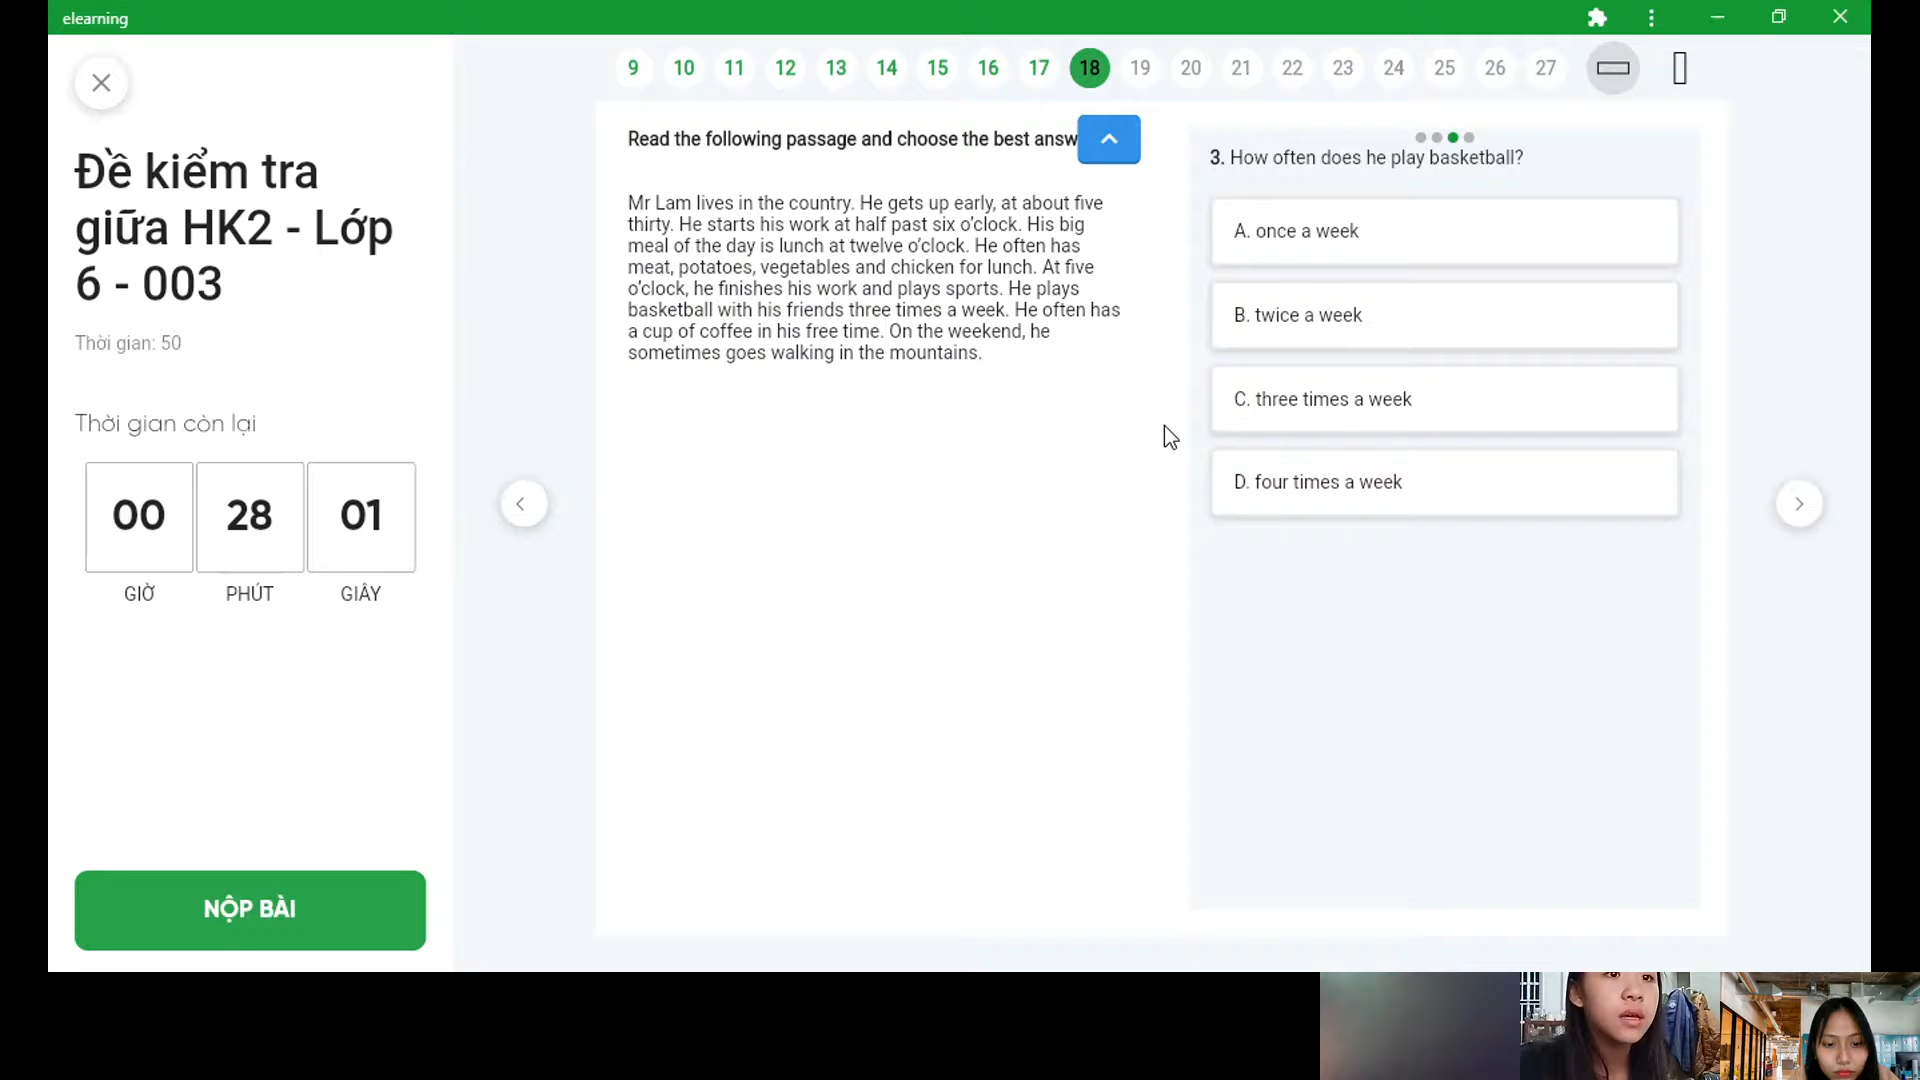 elearning
9 10 11 12 13 14 15 16 17 18 19 20 21 22 23 24 25 26 27
Đề kiểm tra
giữa HK2 - Lớp
6 - 003
Thời gian: 50
Thời gian còn lại
00 28 01
GIỜ PHÚT GIÂY
NỘP BÀI
Read the following passage and choose the best answ
Mr Lam lives in the country. He gets up early, at about five
thirty. He starts his work at half past six o’clock. His big
meal of the day is lunch at twelve o’clock. He often has
meat, potatoes, vegetables and chicken for lunch. At five
o’clock, he finishes his work and plays sports. He plays
basketball with his friends three times a week. He often has
a cup of coffee in his free time. On the weekend, he
sometimes goes walking in the mountains.
3. How often does he play basketball?
A. once a week
B. twice a week
C. three times a week
D. four times a week